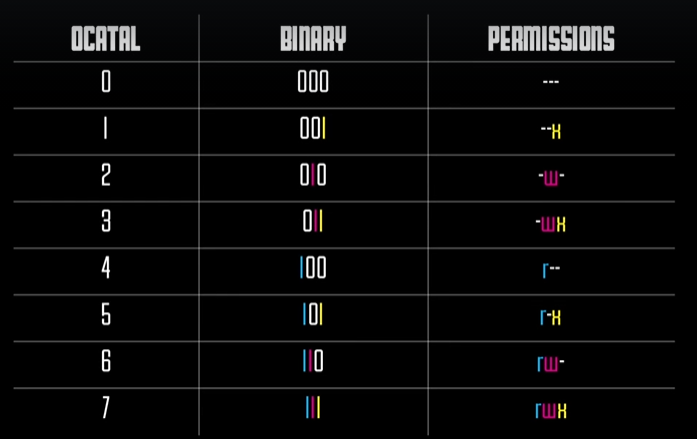 OCATAL BINARY PERMISSIONS
0 000 ---
1 001 --x
2 010 -w-
3 011 -wx
4 100 r--
5 101 r-x
6 110 rw-
7 111 rwx